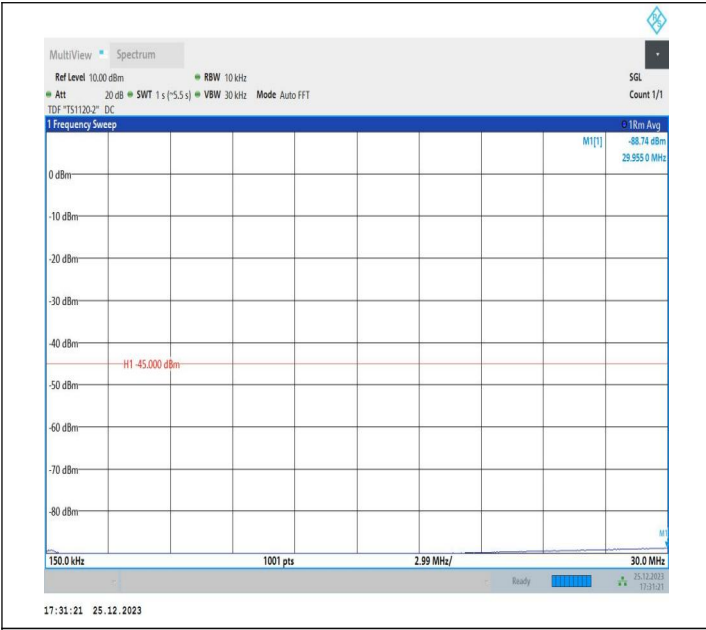 R S
MultiView Spectrum
Ref Level 10.00 dBm RBW 10 kHz SGL
Att 20 dB SWT 1 s (~5.5 s) VBW 30 kHz Mode Auto FFT Count 1/1
TDF "TS1120-2" DC
1 Frequency Sweep 1Rm Avg
M1[1] -88.74 dBm
29.955 0 MHz
0 dBm
-10 dBm
-20 dBm
-30 dBm
-40 dBm
H1 -45.000 dBm
-50 dBm
-60 dBm
-70 dBm
-80 dBm
M1
150.0 kHz 1001 pts 2.99 MHz/ 30.0 MHz
Ready 25.12.2023
17:31:21
17:31:21 25.12.2023